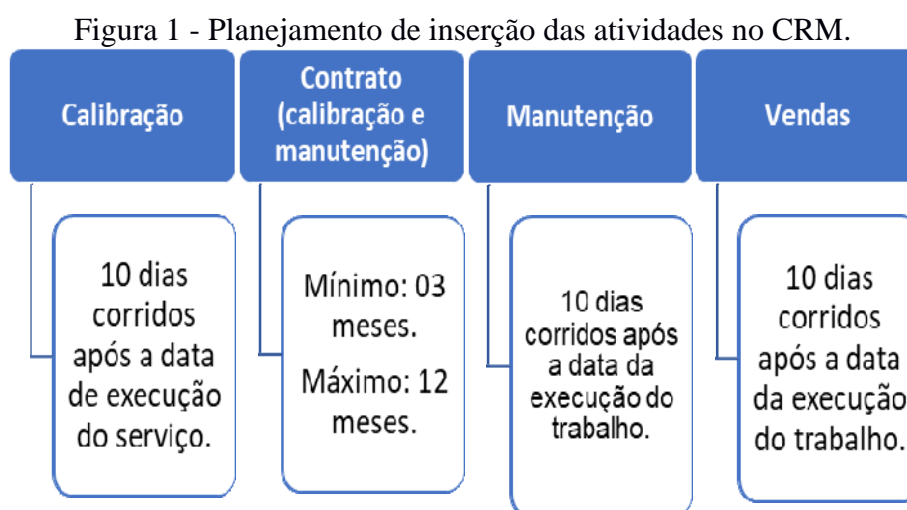 Figura 1 - Planejamento de inserção das atividades no CRM.
Calibração
Contrato
(calibração e
manutenção)
Manutenção
Vendas
10 dias
corridos
após a data
de execução
do serviço.
Mínimo: 03
meses.
Máximo: 12
meses.
10 dias
corridos após
a data da
execução do
trabalho.
10 dias
corridos
após a data
da execução
do trabalho.